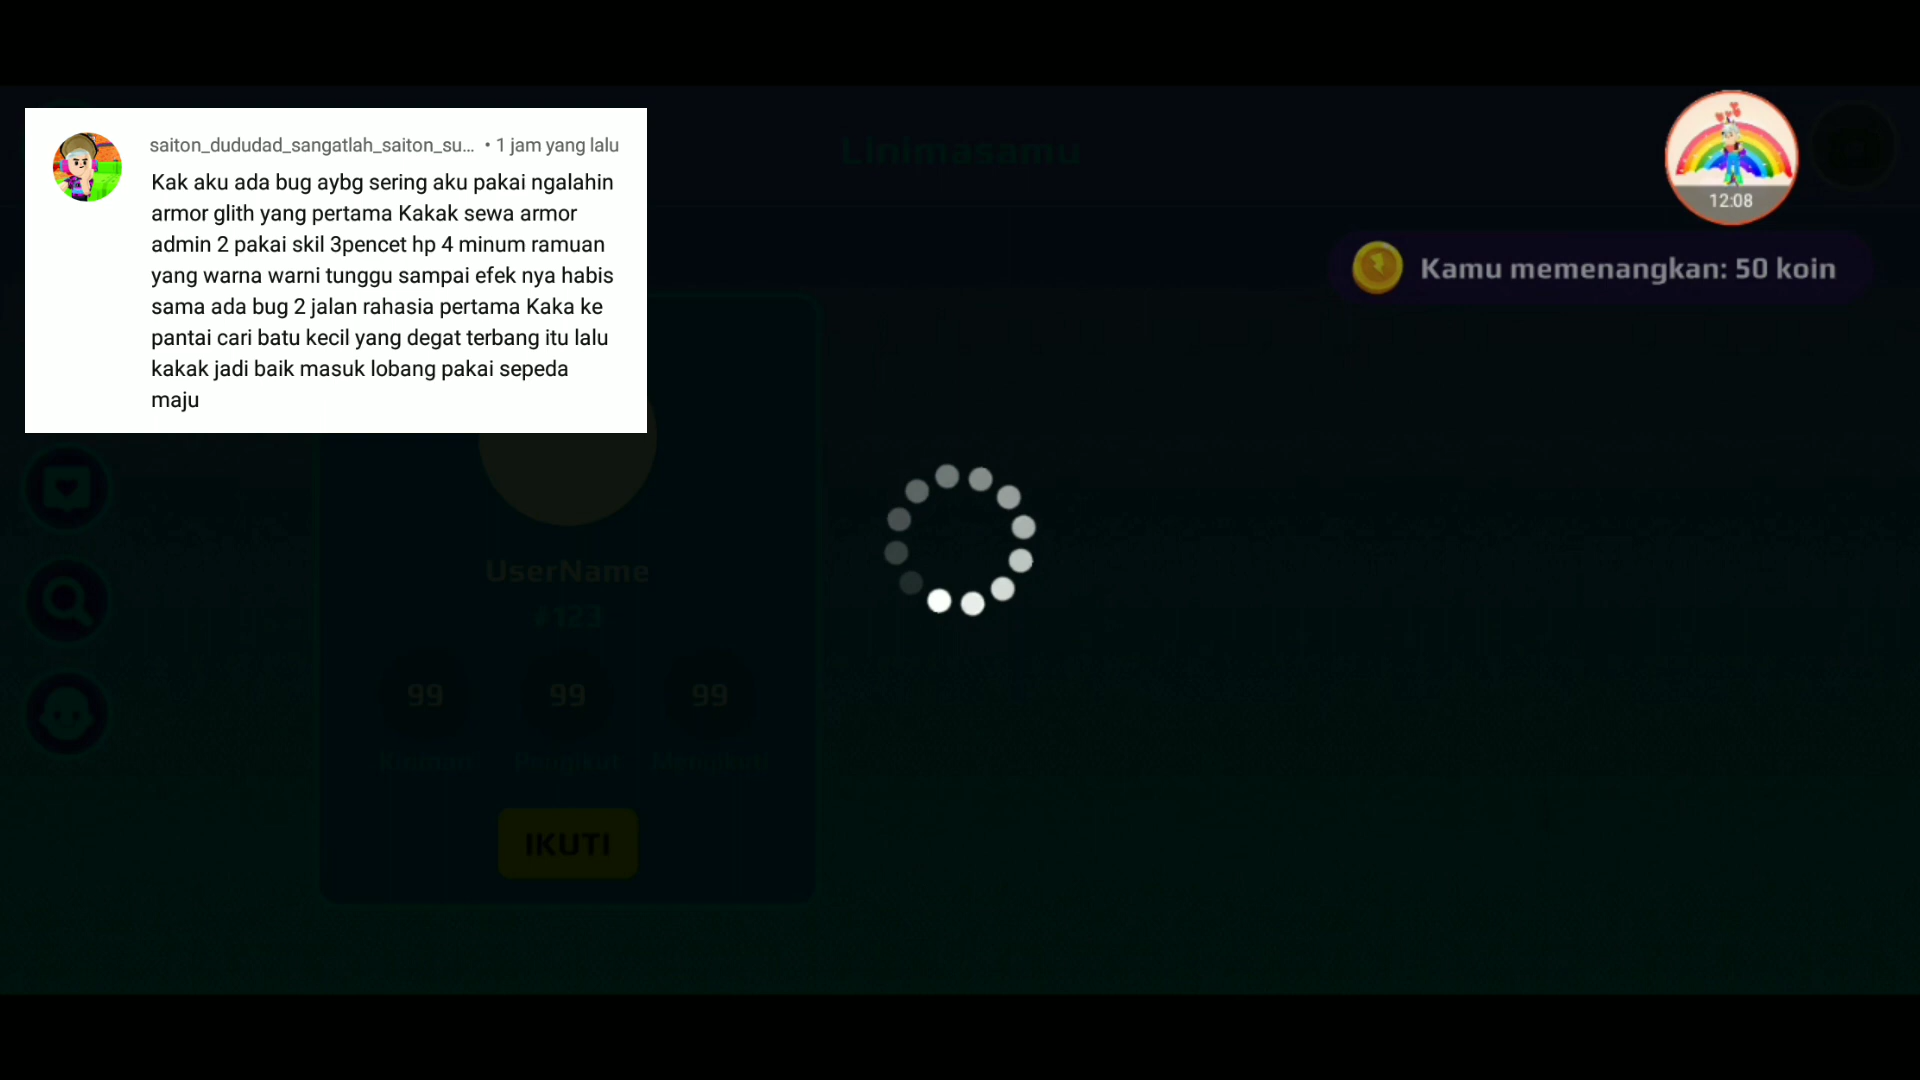 saiton_dududad_sangatlah_saiton_su... • 1 jam yang lalu
Kak aku ada bug aybg sering aku pakai ngalahin
armor glith yang pertama Kakak sewa armor
admin 2 pakai skil 3pencet hp 4 minum ramuan
yang warna warni tunggu sampai efek nya habis
sama ada bug 2 jalan rahasia pertama Kaka ke
pantai cari batu kecil yang degat terbang itu lalu
kakak jadi baik masuk lobang pakai sepeda
maju
Linimasamu
12:08
Kamu memenangkan: 50 koin
UserName
#123
99 99 99
IKUTI